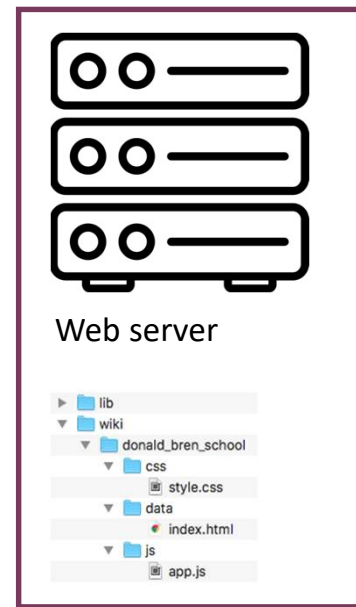 Web server
lib
wiki
donald_bren_school
css
style.css
data
index.html
js
app.js